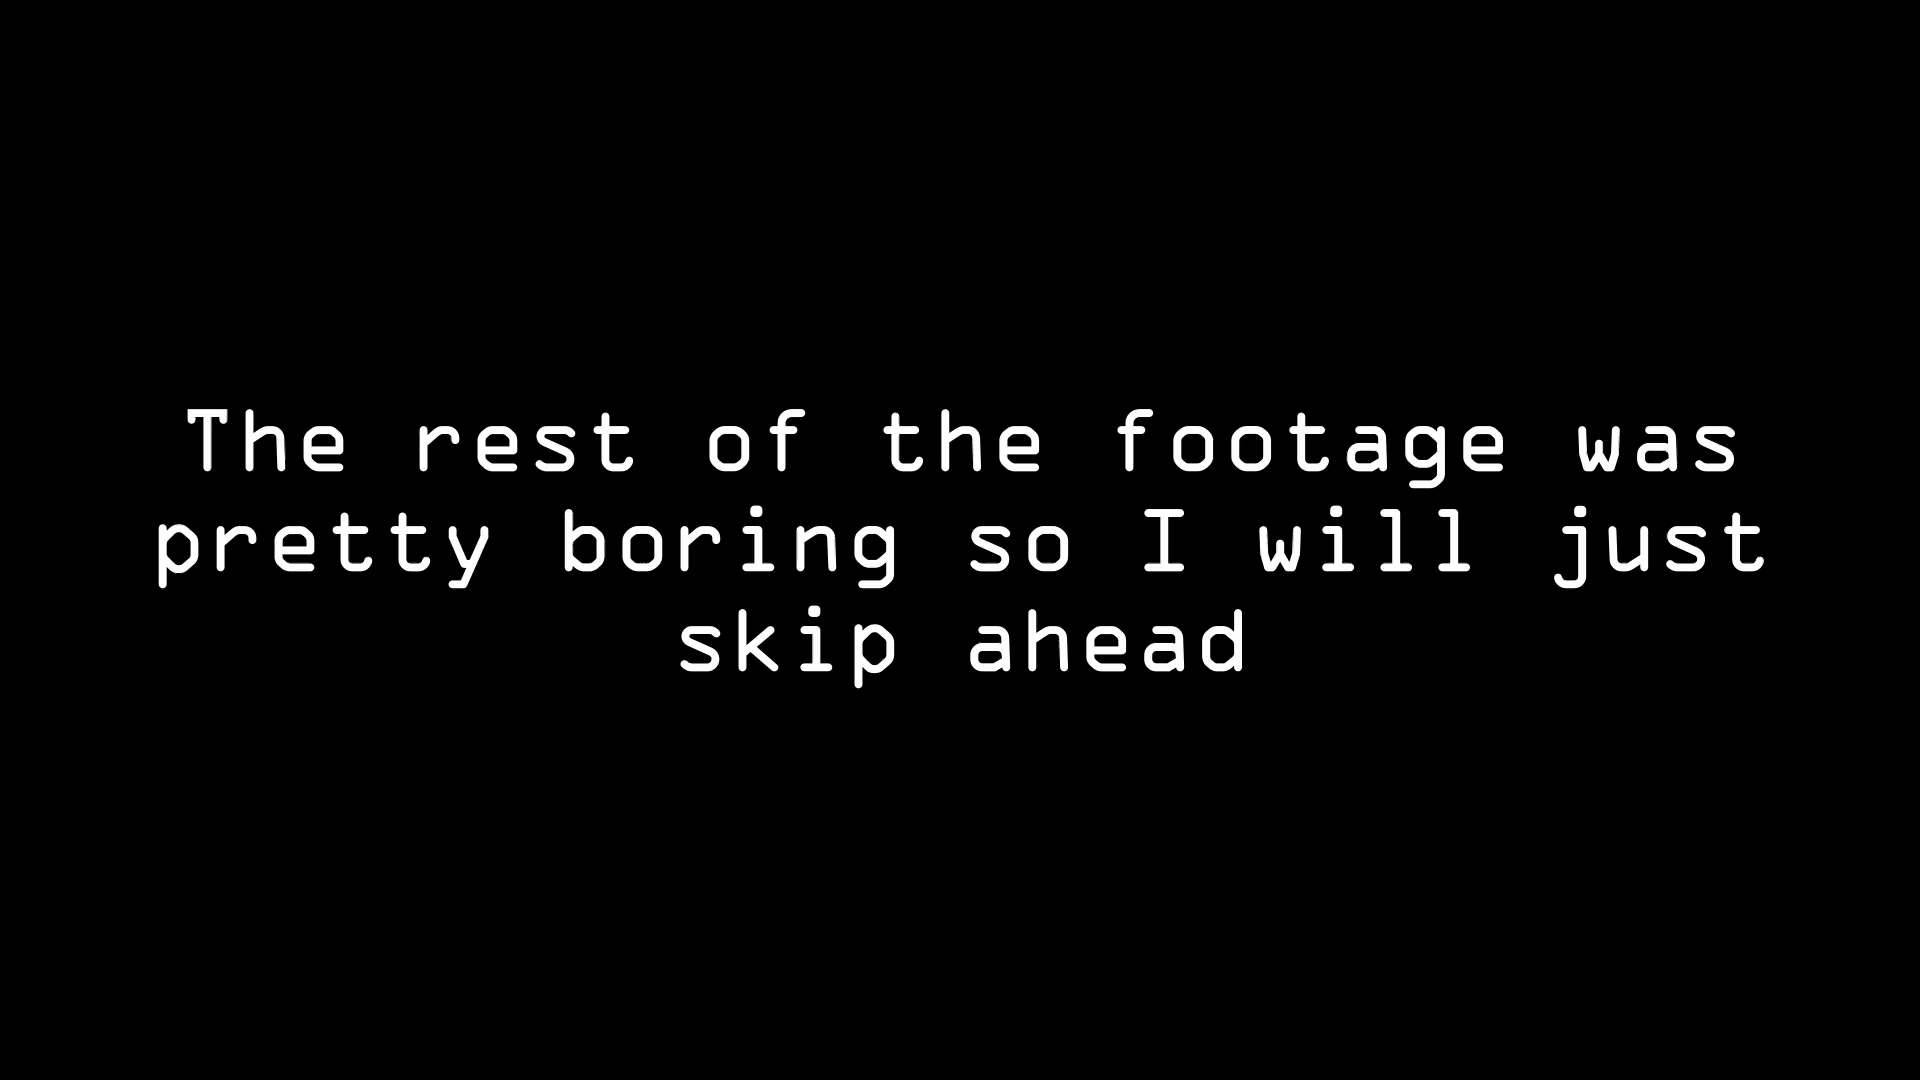 The rest of the footage was
pretty boring so I will just
skip ahead